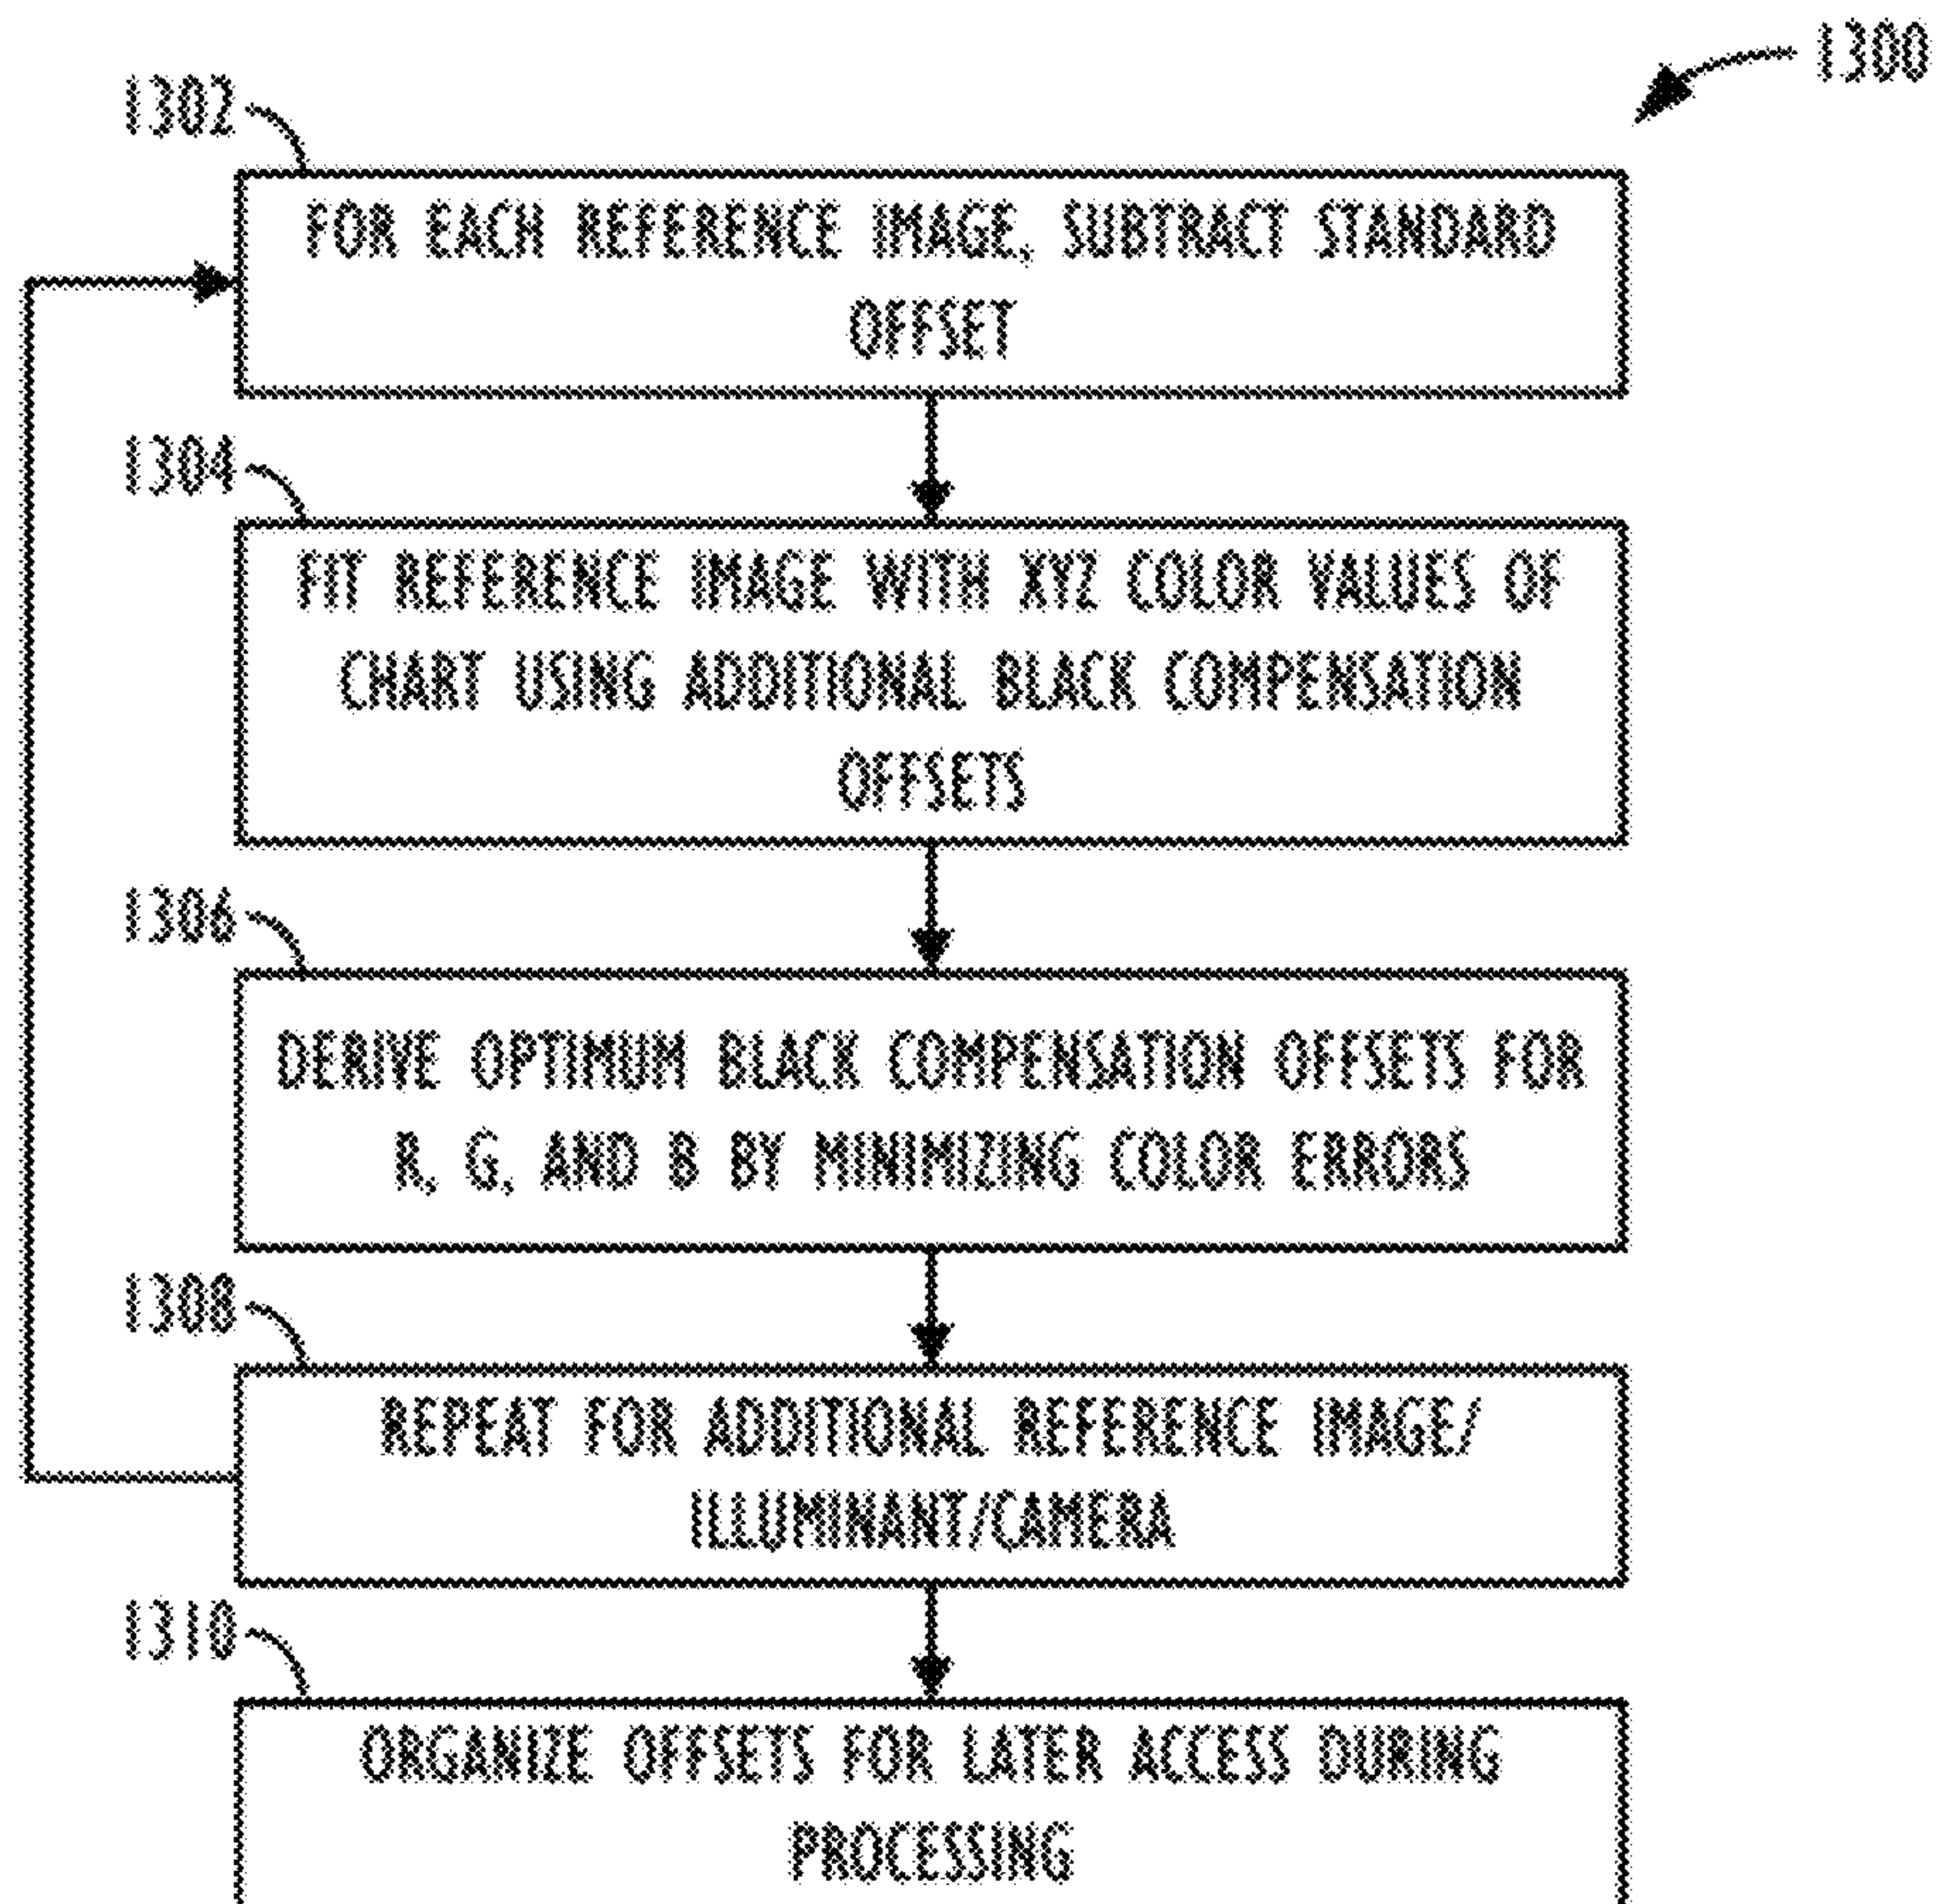 1300
1302
FOR EACH REFERENCE IMAGE, SUBTRACT STANDARD
OFFSET
1304
FIT REFERENCE IMAGE WITH XYZ COLOR VALUES OF
CHART USING ADDITIONAL BLACK COMPENSATION
OFFSETS
1306
DERIVE OPTIMUM BLACK COMPENSATION OFFSETS FOR
R, G, AND B BY MINIMIZING COLOR ERRORS
1308
REPEAT FOR ADDITIONAL REFERENCE IMAGE/
ILLUMINANT/CAMERA
1310
ORGANIZE OFFSETS FOR LATER ACCESS DURING
PROCESSING